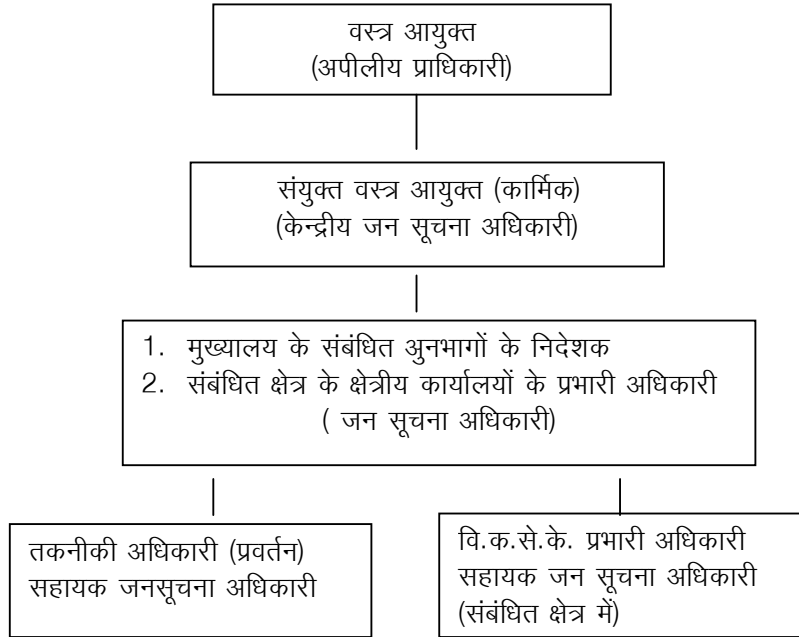 वस्त्र आयुक्त
(अपीलीय प्राधिकारी)
संयुक्त वस्त्र आयुक्त (कार्मिक)
(केन्द्रीय जन सूचना अधिकारी)
1. मुख्यालय के संबंधित अुनभागों के निदेशक
2. संबंधित क्षेत्र के क्षेत्रीय कार्यालयों के प्रभारी अधिकारी
( जन सूचना अधिकारी)
तकनीकी अधिकारी (प्रवर्तन)
सहायक जनसूचना अधिकारी
वि.क.से.के. प्रभारी अधिकारी
सहायक जन सूचना अधिकारी
(संबंधित क्षेत्र में)